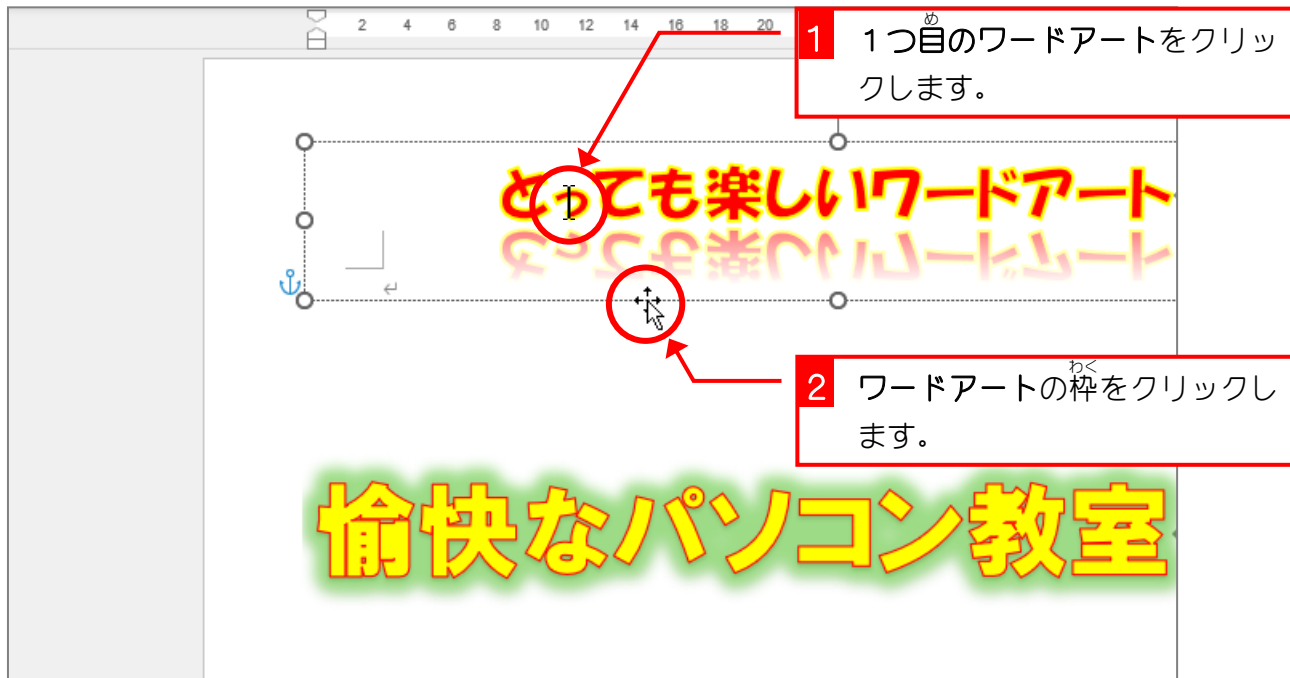 2 4 6 8 10 12 14 16 18 20
1 １つ目のワードアートをクリッ
め
クします。
とっても楽しいワードアート
2 ワードアートの枠をクリックし
わく
ます。
愉快なパソコン教室